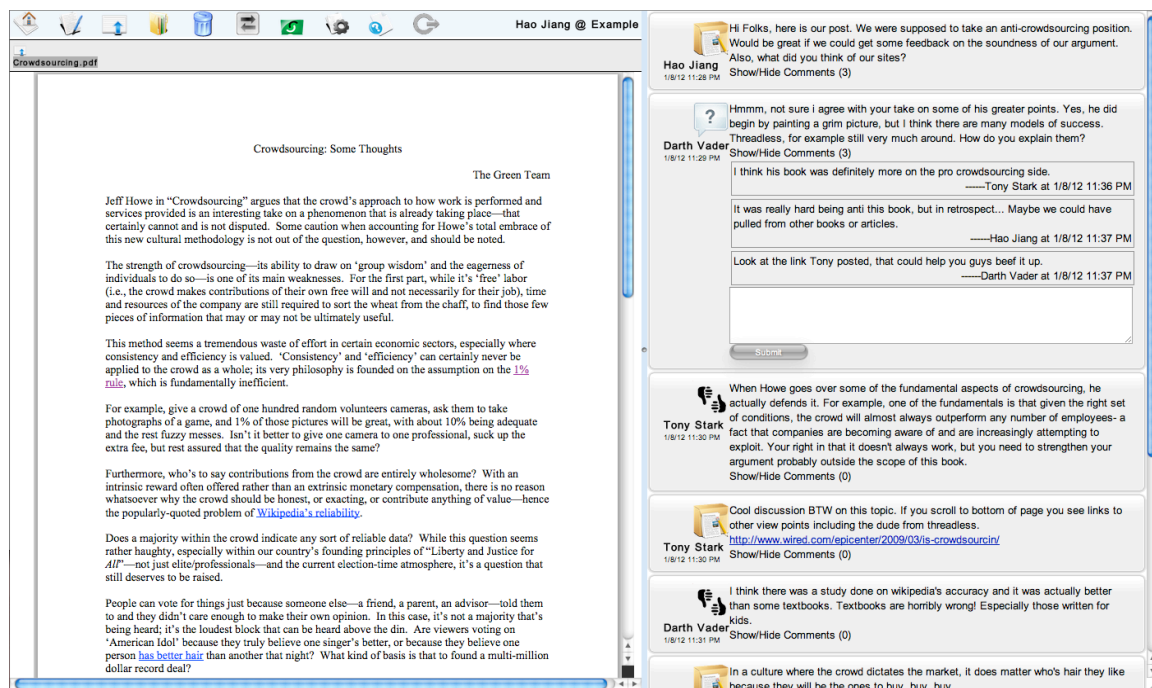 Hao Jiang @ Example
Crowdsourcing.pdf
Crowdsourcing: Some Thoughts
The Green Team
Jeff Howe in “Crowdsourcing” argues that the crowd’s approach to how work is performed and
services provided is an interesting take on a phenomenon that is already taking place—that
certainly cannot and is not disputed. Some caution when accounting for Howe’s total embrace of
this new cultural methodology is not out of the question, however, and should be noted.
The strength of crowdsourcing—its ability to draw on ‘group wisdom’ and the eagerness of
individuals to do so—is one of its main weaknesses. For the first part, while it’s ‘free’ labor
(i.e., the crowd makes contributions of their own free will and not necessarily for their job), time
and resources of the company are still required to sort the wheat from the chaff, to find those few
pieces of information that may or may not be ultimately useful.
This method seems a tremendous waste of effort in certain economic sectors, especially where
consistency and efficiency is valued. ‘Consistency’ and ‘efficiency’ can certainly never be
applied to the crowd as a whole; its very philosophy is founded on the assumption on the 1%
rule, which is fundamentally inefficient.
For example, give a crowd of one hundred random volunteers cameras, ask them to take
photographs of a game, and 1% of those pictures will be great, with about 10% being adequate
and the rest fuzzy messes. Isn’t it better to give one camera to one professional, suck up the
extra fee, but rest assured that the quality remains the same?
Furthermore, who’s to say contributions from the crowd are entirely wholesome? With an
intrinsic reward often offered rather than an extrinsic monetary compensation, there is no reason
whatsoever why the crowd should be honest, or exacting, or contribute anything of value—hence
the popularly-quoted problem of Wikipedia’s reliability.
Does a majority within the crowd indicate any sort of reliable data? While this question seems
rather haughty, especially within our country’s founding principles of “Liberty and Justice for
All”—not just elite/professionals—and the current election-time atmosphere, it’s a question that
still deserves to be raised.
People can vote for things just because someone else—a friend, a parent, an advisor—told them
to and they didn’t care enough to make their own opinion. In this case, it’s not a majority that’s
being heard; it’s the loudest block that can be heard above the din. Are viewers voting on
‘American Idol’ because they truly believe one singer’s better, or because they believe one
person has better hair than another that night? What kind of basis is that to found a multi-million
dollar record deal?
Hao Jiang
1/8/12 11:28 PM
Hi Folks, here is our post. We were supposed to take an anti-crowdsourcing position.
Would be great if we could get some feedback on the soundness of our argument.
Also, what did you think of our sites?
Show/Hide Comments (3)
Darth Vader
1/8/12 11:29 PM
Hmmm, not sure i agree with your take on some of his greater points. Yes, he did
begin by painting a grim picture, but I think there are many models of success.
Threadless, for example still very much around. How do you explain them?
Show/Hide Comments (3)
I think his book was definitely more on the pro crowdsourcing side.
------Tony Stark at 1/8/12 11:36 PM
It was really hard being anti this book, but in retrospect... Maybe we could have
pulled from other books or articles.
------Hao Jiang at 1/8/12 11:37 PM
Look at the link Tony posted, that could help you guys beef it up.
------Darth Vader at 1/8/12 11:37 PM
Submit
Tony Stark
1/8/12 11:30 PM
When Howe goes over some of the fundamental aspects of crowdsourcing, he
actually defends it. For example, one of the fundamentals is that given the right set
of conditions, the crowd will almost always outperform any number of employees- a
fact that companies are becoming aware of and are increasingly attempting to
exploit. Your right in that it doesn't always work, but you need to strengthen your
argument probably outside the scope of this book.
Show/Hide Comments (0)
Tony Stark
1/8/12 11:30 PM
Cool discussion BTW on this topic. If you scroll to bottom of page you see links to
other view points including the dude from threadless.
http://www.wired.com/epicenter/2009/03/is-crowdsourcin/
Show/Hide Comments (0)
Darth Vader
1/8/12 11:31 PM
I think there was a study done on wikipedia's accuracy and it was actually better
than some textbooks. Textbooks are horribly wrong! Especially those written for
kids.
Show/Hide Comments (0)
In a culture where the crowd dictates the market, it does matter who's hair they like
because they will be the ones to buy, buy, buy